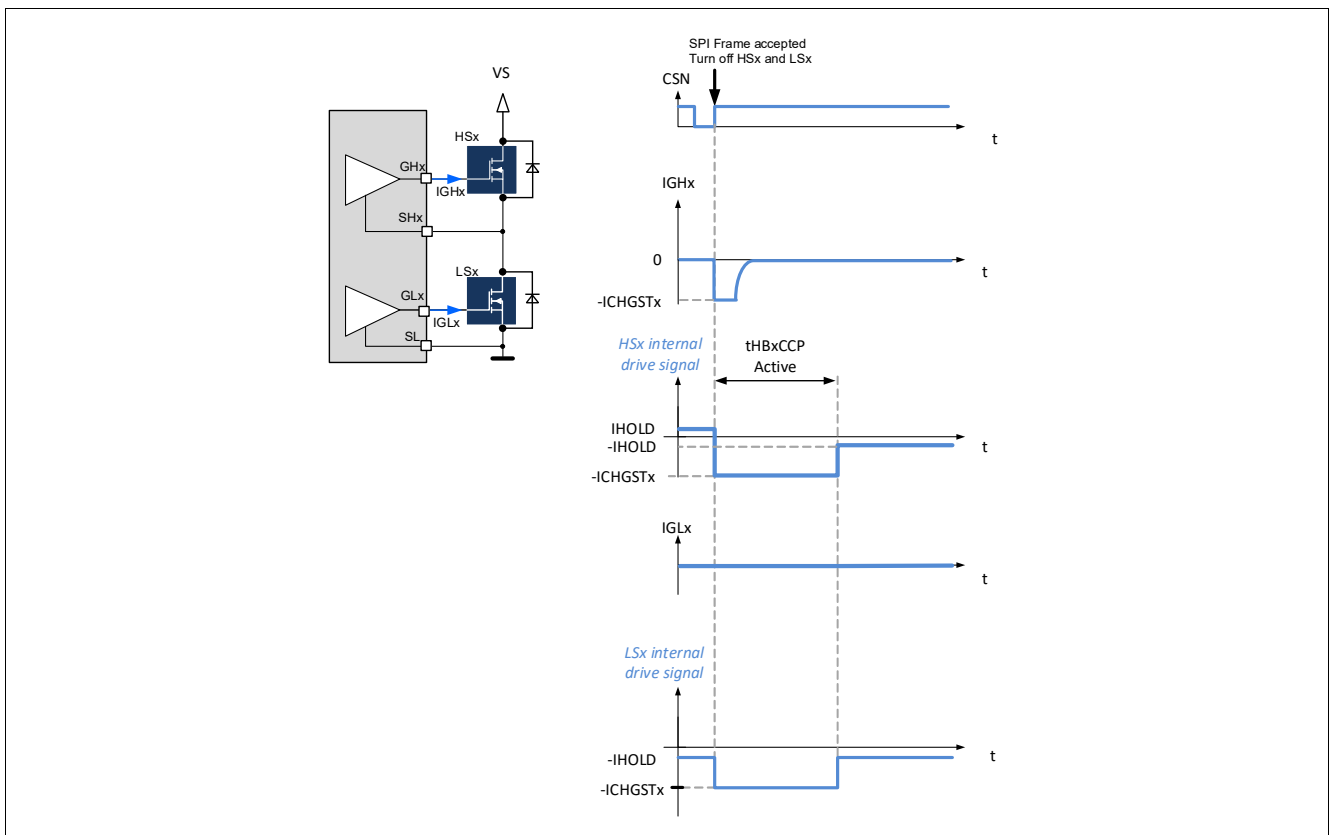 VS
HSx
GHx
IGHx
SHx
LSx
GLx
IGLx
SL
SPI Frame accepted
Turn off HSx and LSx
CSN
t
IGHx
0
t
-ICHGSTx
HSx internal
drive signal
tHBxCCP
Active
IHOLD
-IHOLD
t
-ICHGSTx
IGLx
t
LSx internal
drive signal
-IHOLD
t
-ICHGSTx